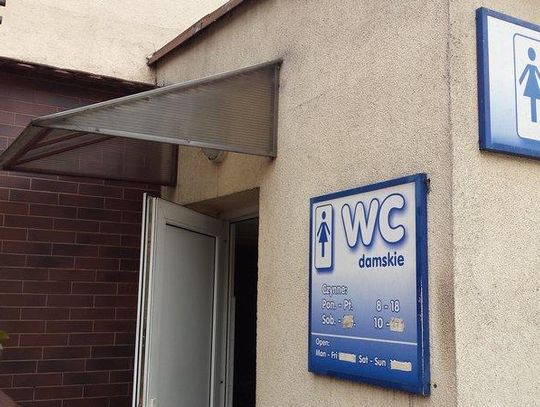 WC
damskie
Czynne:
Pon. - Pt. 8 - 18
Sob. - 10 -
Open:
Mon - Fri Sat - Sun